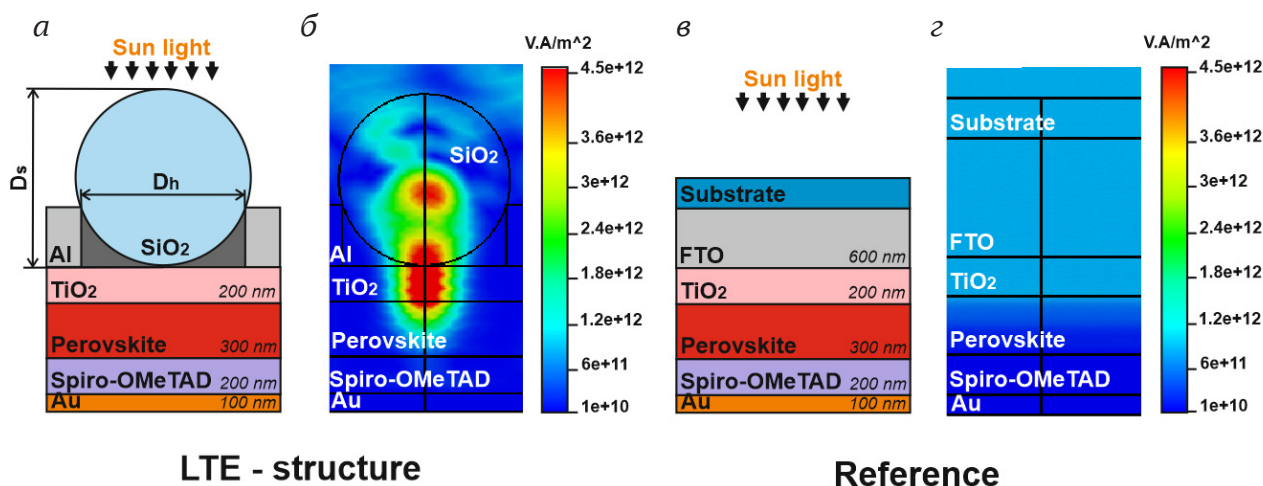 а
Sun light
Ds
Dh
SiO2
Al
TiO2 200 nm
Perovskite 300 nm
Spiro-OMeTAD 200 nm
Au 100 nm
LTE - structure
б
V.A/m^2
4.5e+12
3.6e+12
3e+12
2.4e+12
1.8e+12
1.2e+12
6e+11
1e+10
SiO2
Al
TiO2
Perovskite
Spiro-OMeTAD
Au
в
Sun light
Substrate
FTO 600 nm
TiO2 200 nm
Perovskite 300 nm
Spiro-OMeTAD 200 nm
Au 100 nm
Reference
г
V.A/m^2
4.5e+12
3.6e+12
3e+12
2.4e+12
1.8e+12
1.2e+12
6e+11
1e+10
Substrate
FTO
TiO2
Perovskite
Spiro-OMeTAD
Au